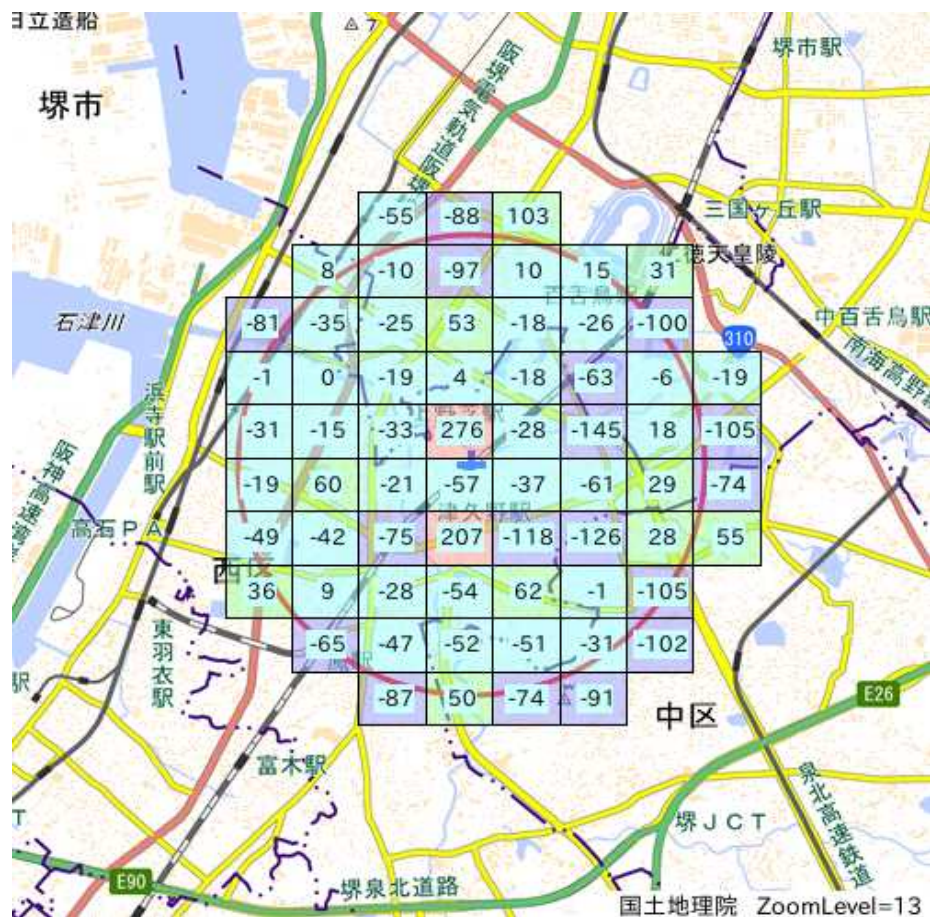 日立造船
7
堺市駅
堺市
阪堺電気軌道阪堺
三国ヶ丘駅
徳天皇陵
石津川
中百舌鳥駅
310
南海高野
-55 -88 103
8 -10 -97 10 15 31
-81 -35 -25 53 -18 -26 -100
-1 0 -19 4 -18 -63 -6 -19
-31 -15 -33 276 -28 -145 18 -105
-19 60 -21 -57 -37 -61 29 -74
-49 -42 -75 207 -118 -126 28 55
36 9 -28 -54 62 -1 -105
-65 -47 -52 -51 -31 -102
-87 50 -74 -91
浜寺駅前駅
阪神高速湾
津久野駅
高石PA
西区
東羽衣駅
駅
中区
E26
富木駅
泉北高速鉄道
堺JCT
E90
堺泉北道路
国土地理院 ZoomLevel=13